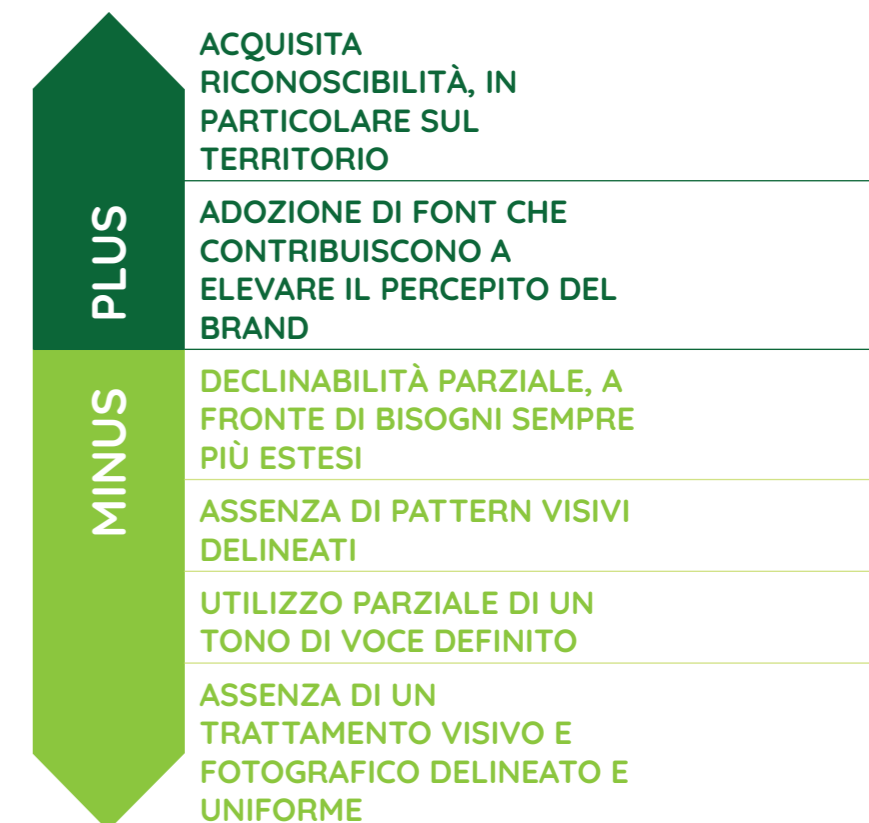 PLUS
ACQUISITA
RICONOSCIBILITÀ, IN
PARTICOLARE SUL
TERRITORIO
ADOZIONE DI FONT CHE
CONTRIBUISCONO A
ELEVARE IL PERCEPITO DEL
BRAND
MINUS
DECLINABILITÀ PARZIALE, A
FRONTE DI BISOGNI SEMPRE
PIÙ ESTESI
ASSENZA DI PATTERN VISIVI
DELINEATI
UTILIZZO PARZIALE DI UN
TONO DI VOCE DEFINITO
ASSENZA DI UN
TRATTAMENTO VISIVO E
FOTOGRAFICO DELINEATO E
UNIFORME